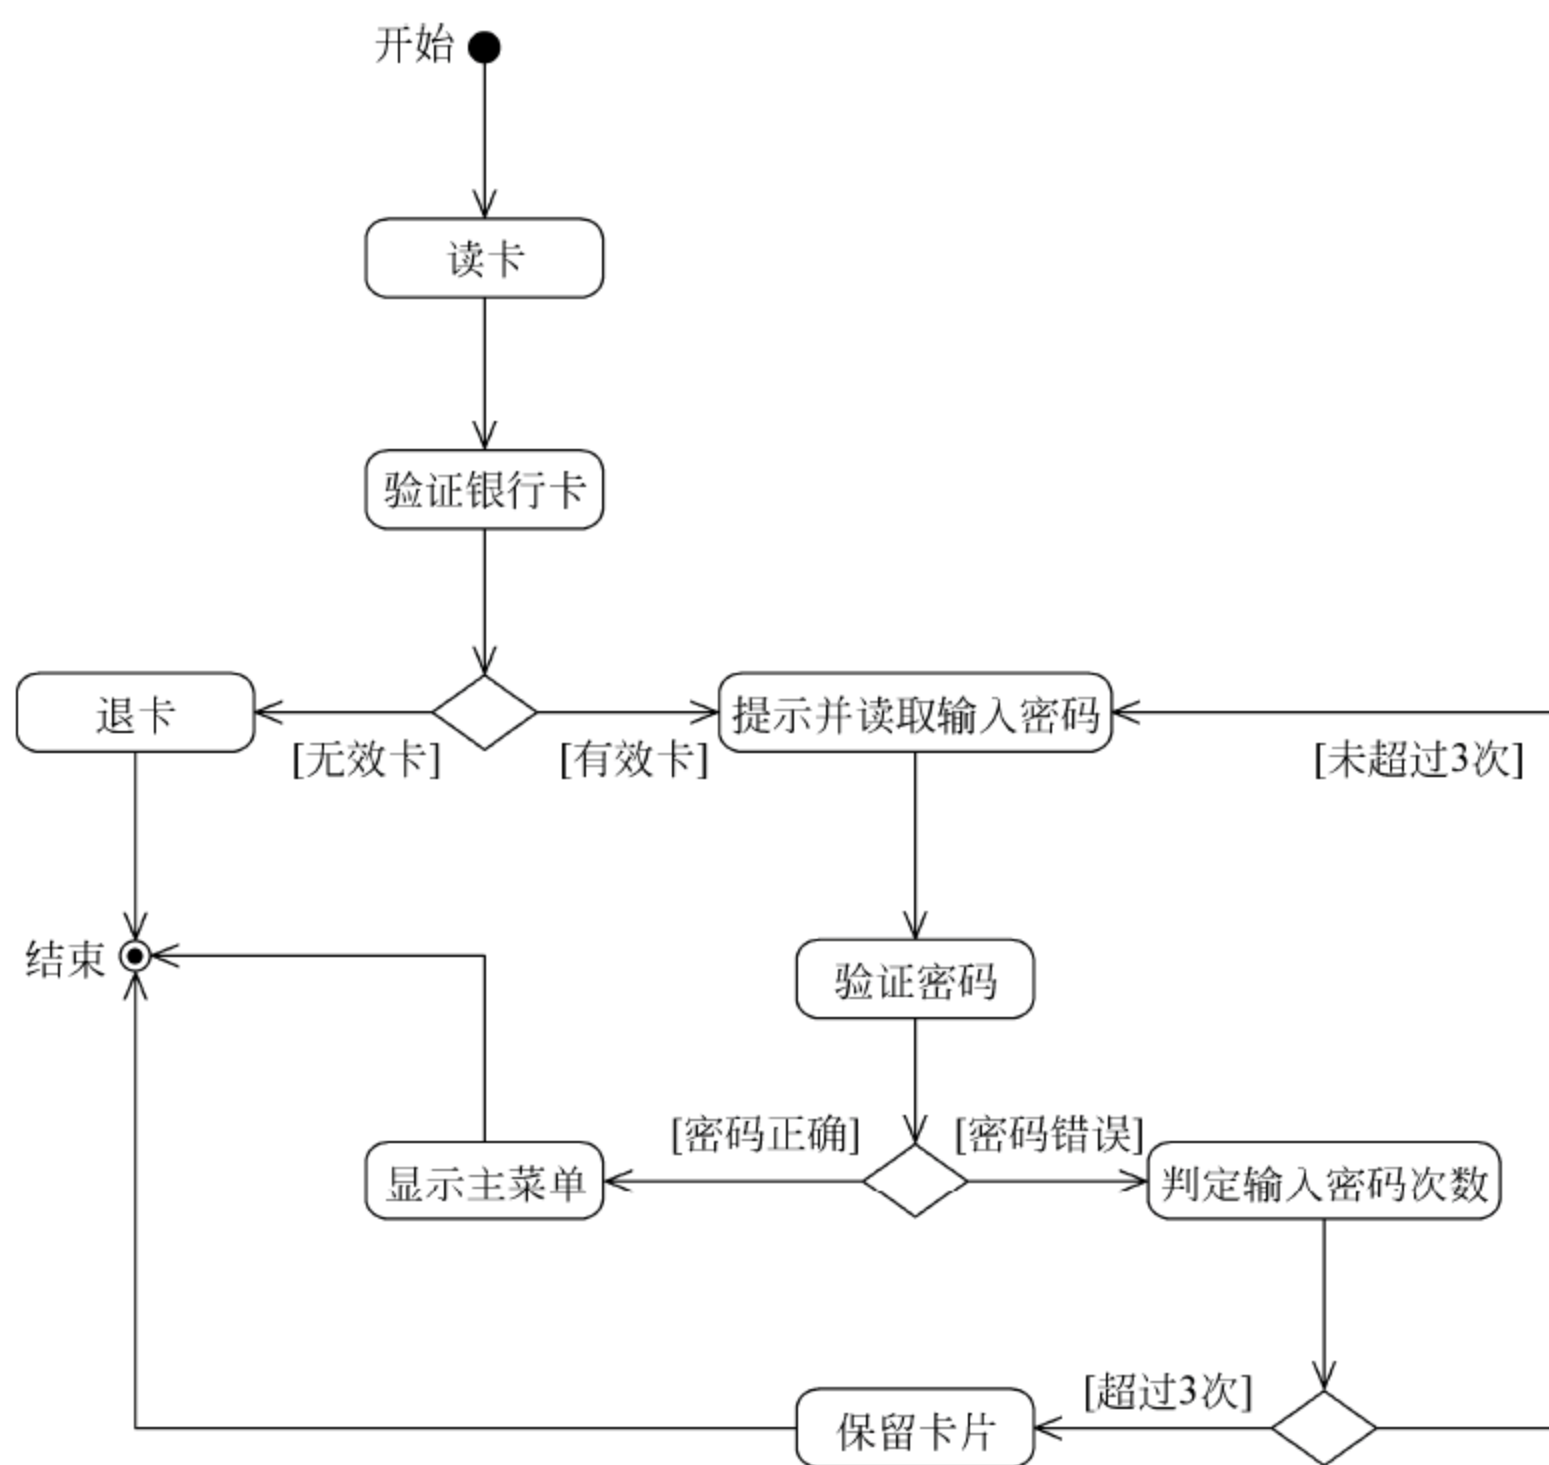 开始
读卡
验证银行卡
退卡
提示并读取输入密码
[无效卡]
[有效卡]
[未超过3次]
结束
验证密码
[密码正确]
[密码错误]
显示主菜单
判定输入密码次数
[超过3次]
保留卡片